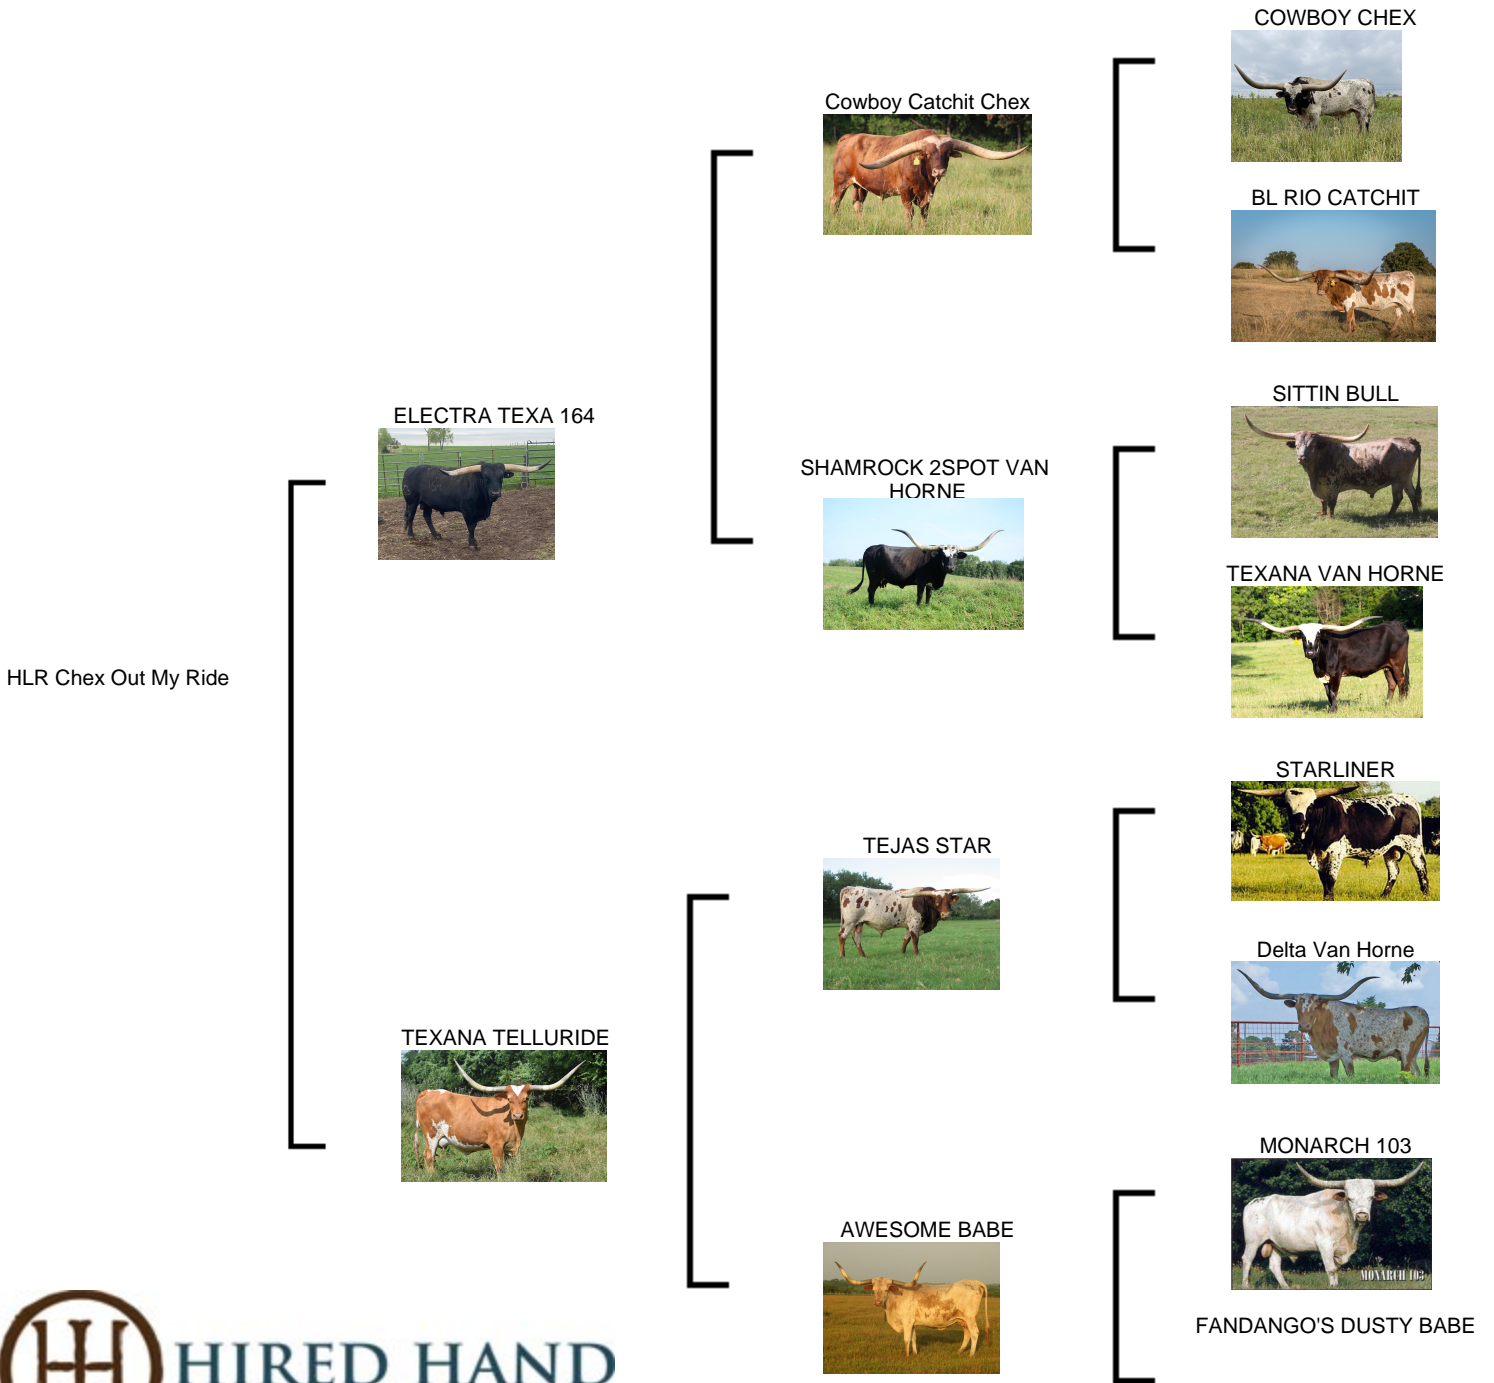 COWBOY CHEX
Cowboy Catchit Chex
BL RIO CATCHIT
SITTIN BULL
ELECTRA TEXA 164
SHAMROCK 2SPOT VAN
HORNE
TEXANA VAN HORNE
HLR Chex Out My Ride
STARLINER
TEJAS STAR
Delta Van Horne
TEXANA TELLURIDE
MONARCH 103
AWESOME BABE
MONARCH 103
FANDANGO'S DUSTY BABE
HIRED HAND